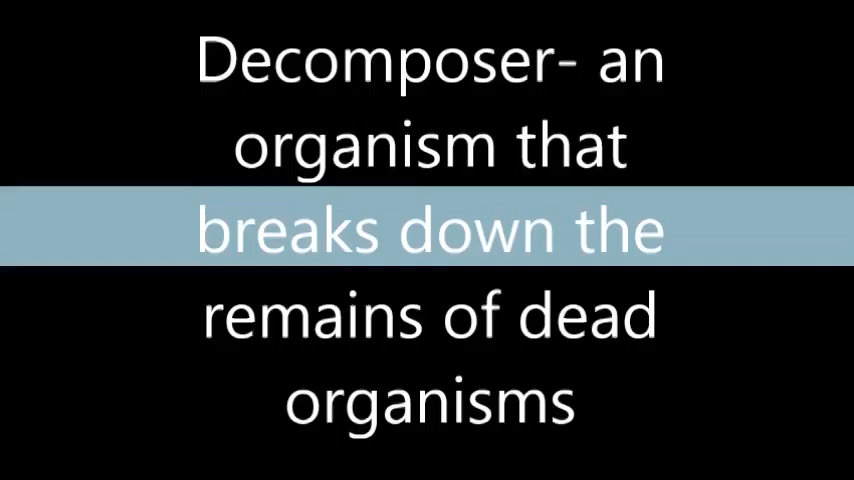 Decomposer- an
organism that
breaks down the
remains of dead
organisms